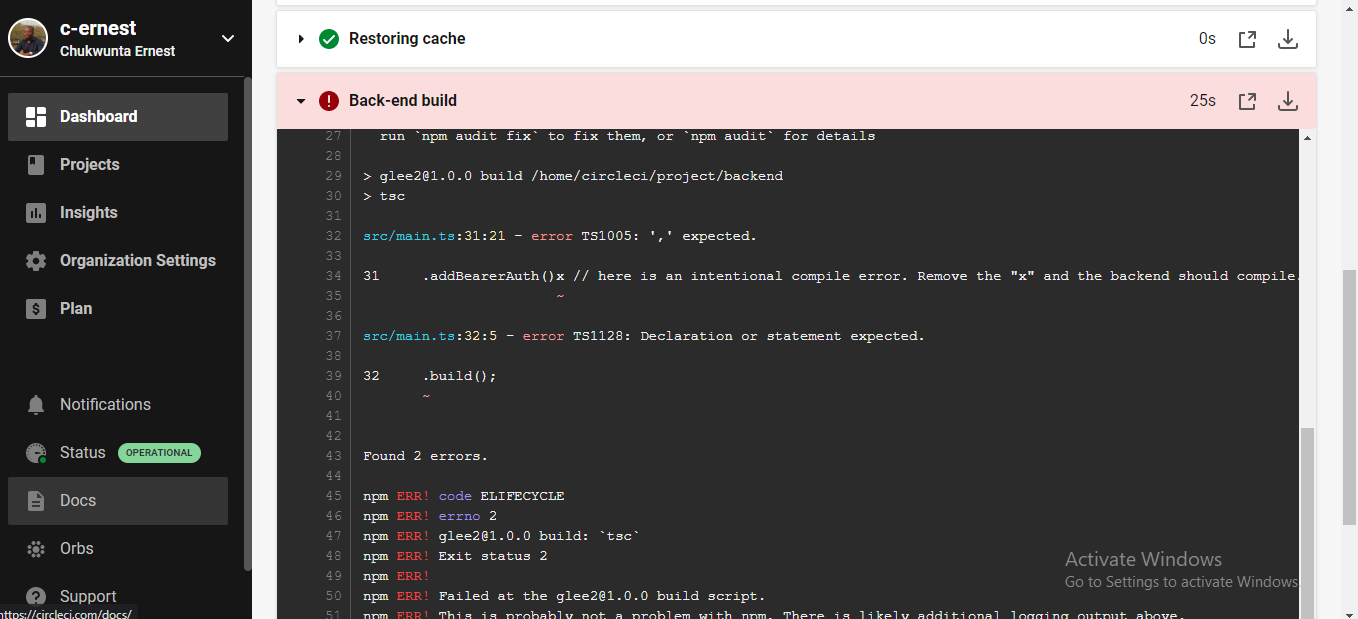 c-ernest
Chukwunta Ernest
Dashboard
Projects
Insights
Organization Settings
Plan
Notifications
Status OPERATIONAL
Docs
Orbs
Support
https://circleci.com/docs/
Restoring cache 0s
Back-end build 25s
27 run `npm audit fix` to fix them, or `npm audit` for details
28
29 > glee2@1.0.0 build /home/circleci/project/backend
30 > tsc
31
32 src/main.ts:31:21 - error TS1005: ',' expected.
33
34 31     .addBearerAuth()x // here is an intentional compile error. Remove the "x" and the backend should compile.
35 ~
36
37 src/main.ts:32:5 - error TS1128: Declaration or statement expected.
38
39 32     .build();
40 ~
41
42
43 Found 2 errors.
44
45 npm ERR! code ELIFECYCLE
46 npm ERR! errno 2
47 npm ERR! glee2@1.0.0 build: `tsc`
48 npm ERR! Exit status 2
49 npm ERR!
50 npm ERR! Failed at the glee2@1.0.0 build script.
51 npm ERR! This is probably not a problem with npm. There is likely additional logging output above.
Activate Windows
Go to Settings to activate Windows